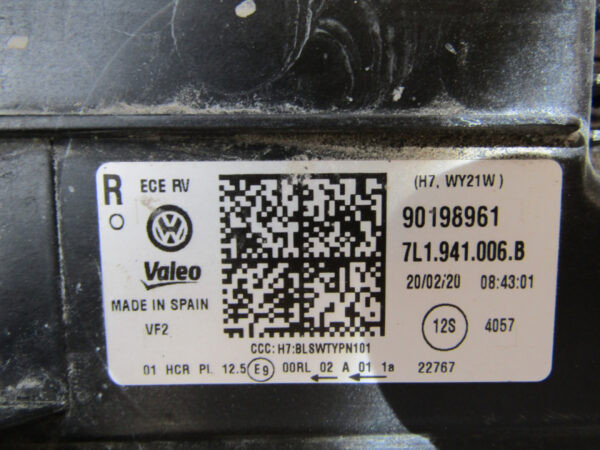 R
ECE RV
O
VW
Valeo
MADE IN SPAIN
VF2
(H7, WY21W)
90198961
7L1.941.006.B
20/02/20 08:43:01
12S 4057
CCC: H7:BLSWTYPN101
01 HCR PL 12.5 E9 00RL 02 A 01 1a 22767